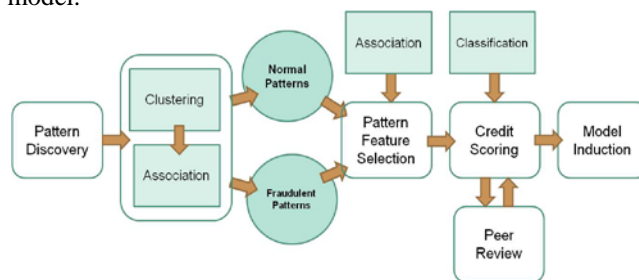 model.
Pattern
Discovery
Clustering
Association
Normal
Patterns
Fraudulent
Patterns
Association
Pattern
Feature
Selection
Classification
Credit
Scoring
Peer
Review
Model
Induction